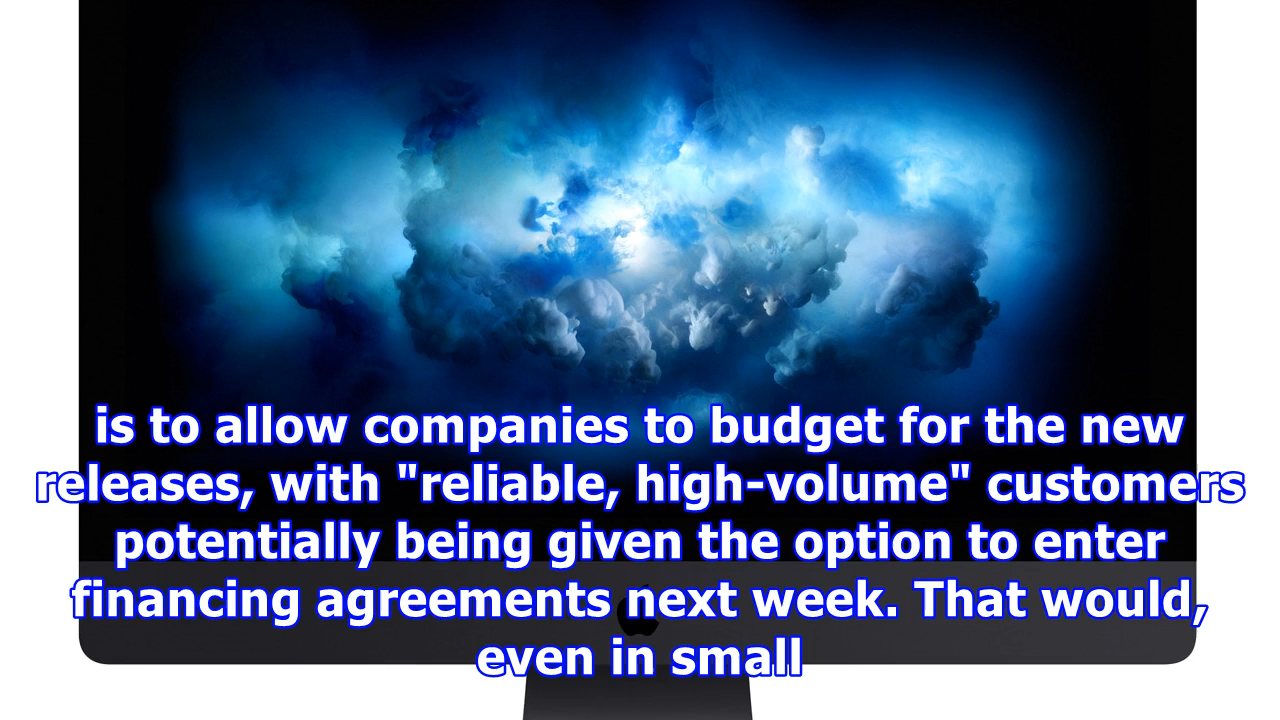 is to allow companies to budget for the new
releases, with "reliable, high-volume" customers
potentially being given the option to enter
financing agreements next week. That would,
even in small